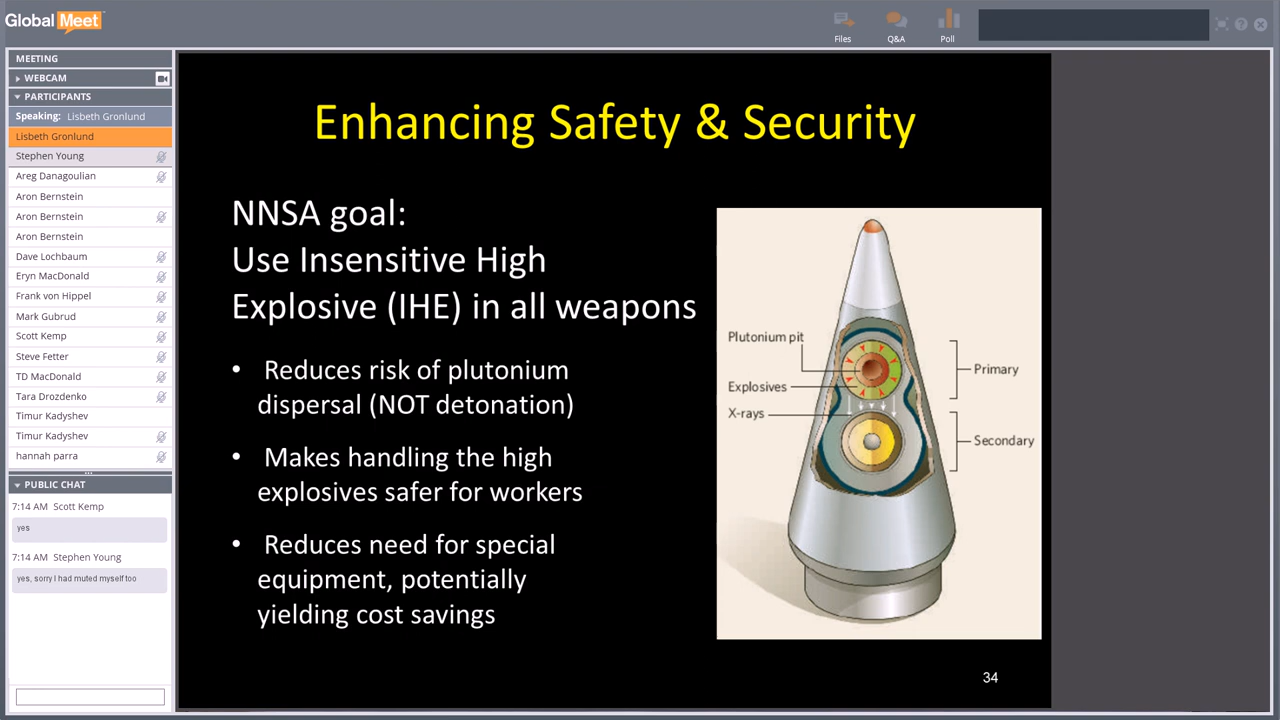 Global Meet
Files
Q&A
Poll
MEETING
WEBCAM
PARTICIPANTS
Speaking: Lisbeth Gronlund
Lisbeth Gronlund
Stephen Young
Areg Danagoulian
Aron Bernstein
Aron Bernstein
Aron Bernstein
Dave Lochbaum
Eryn MacDonald
Frank von Hippel
Mark Gubrud
Scott Kemp
Steve Fetter
TD MacDonald
Tara Drozdenko
Timur Kadyshev
Timur Kadyshev
hannah parra
PUBLIC CHAT
7:14 AM Scott Kemp
yes
7:14 AM Stephen Young
yes, sorry I had muted myself too
Enhancing Safety & Security
NNSA goal:
Use Insensitive High
Explosive (IHE) in all weapons
• Reduces risk of plutonium
dispersal (NOT detonation)
• Makes handling the high
explosives safer for workers
• Reduces need for special
equipment, potentially
yielding cost savings
Plutonium pit
Explosives
X-rays
Primary
Secondary
34